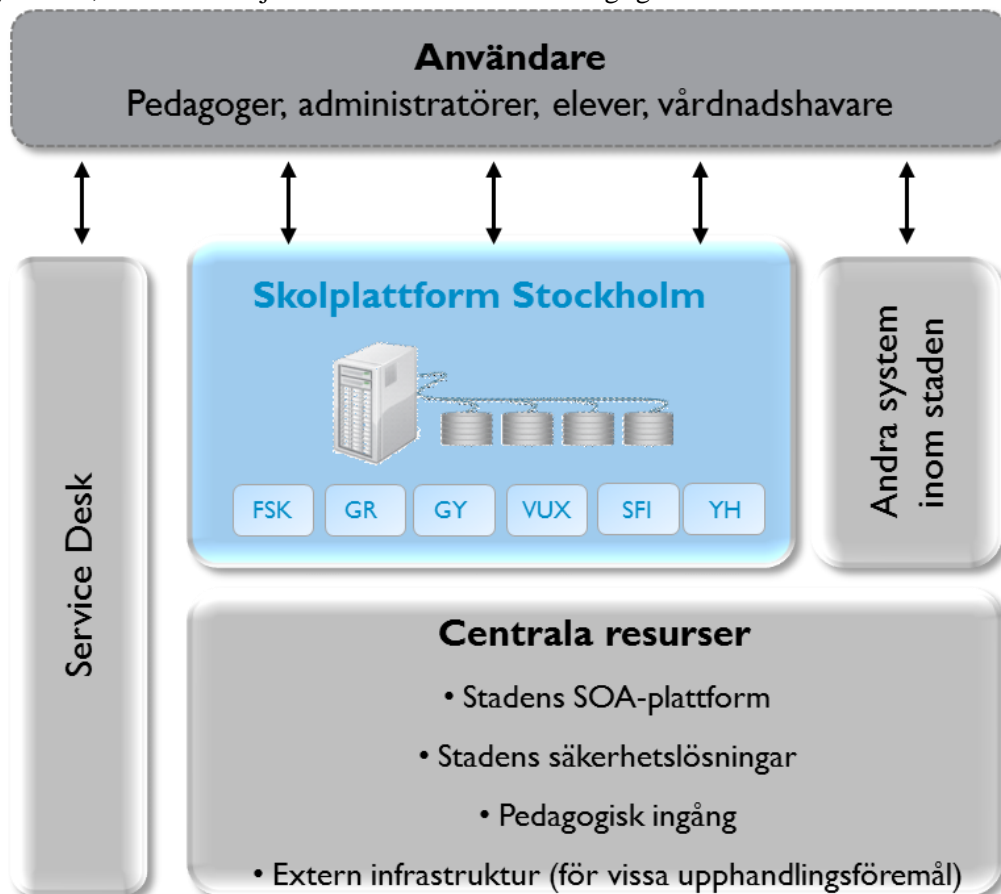 Användare
Pedagoger, administratörer, elever, vårdnadshavare
Service Desk
Skolplattform Stockholm
FSK GR GY VUX SFI YH
Andra system
inom staden
Centrala resurser
• Stadens SOA-plattform
• Stadens säkerhetslösningar
• Pedagogisk ingång
• Extern infrastruktur (för vissa upphandlingsföremål)